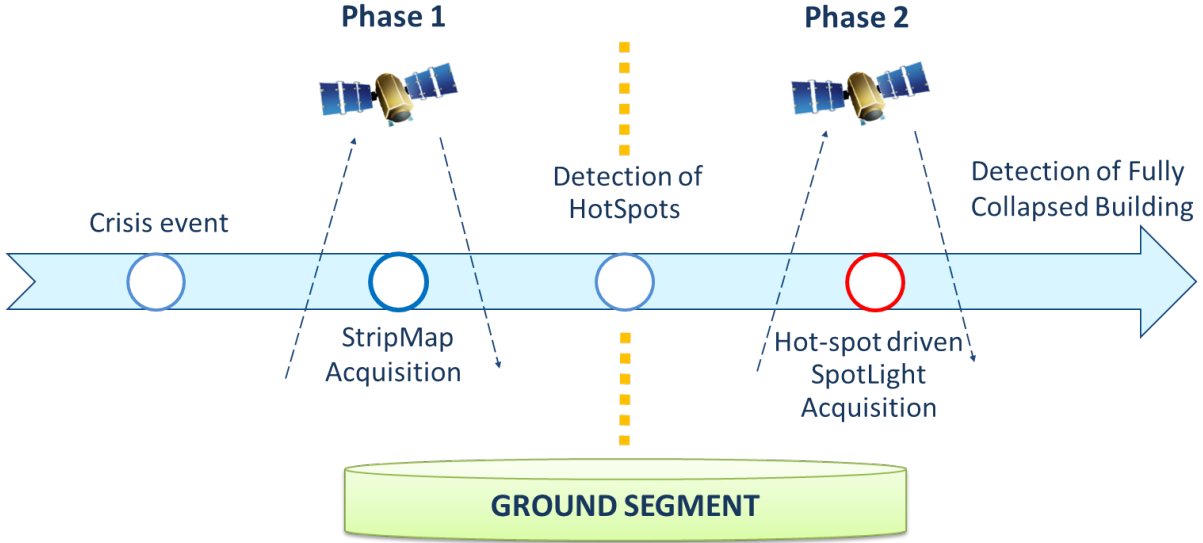 Phase 1
Phase 2
Crisis event
Detection of
HotSpots
Detection of Fully
Collapsed Building
StripMap
Acquisition
Hot-spot driven
SpotLight
Acquisition
GROUND SEGMENT